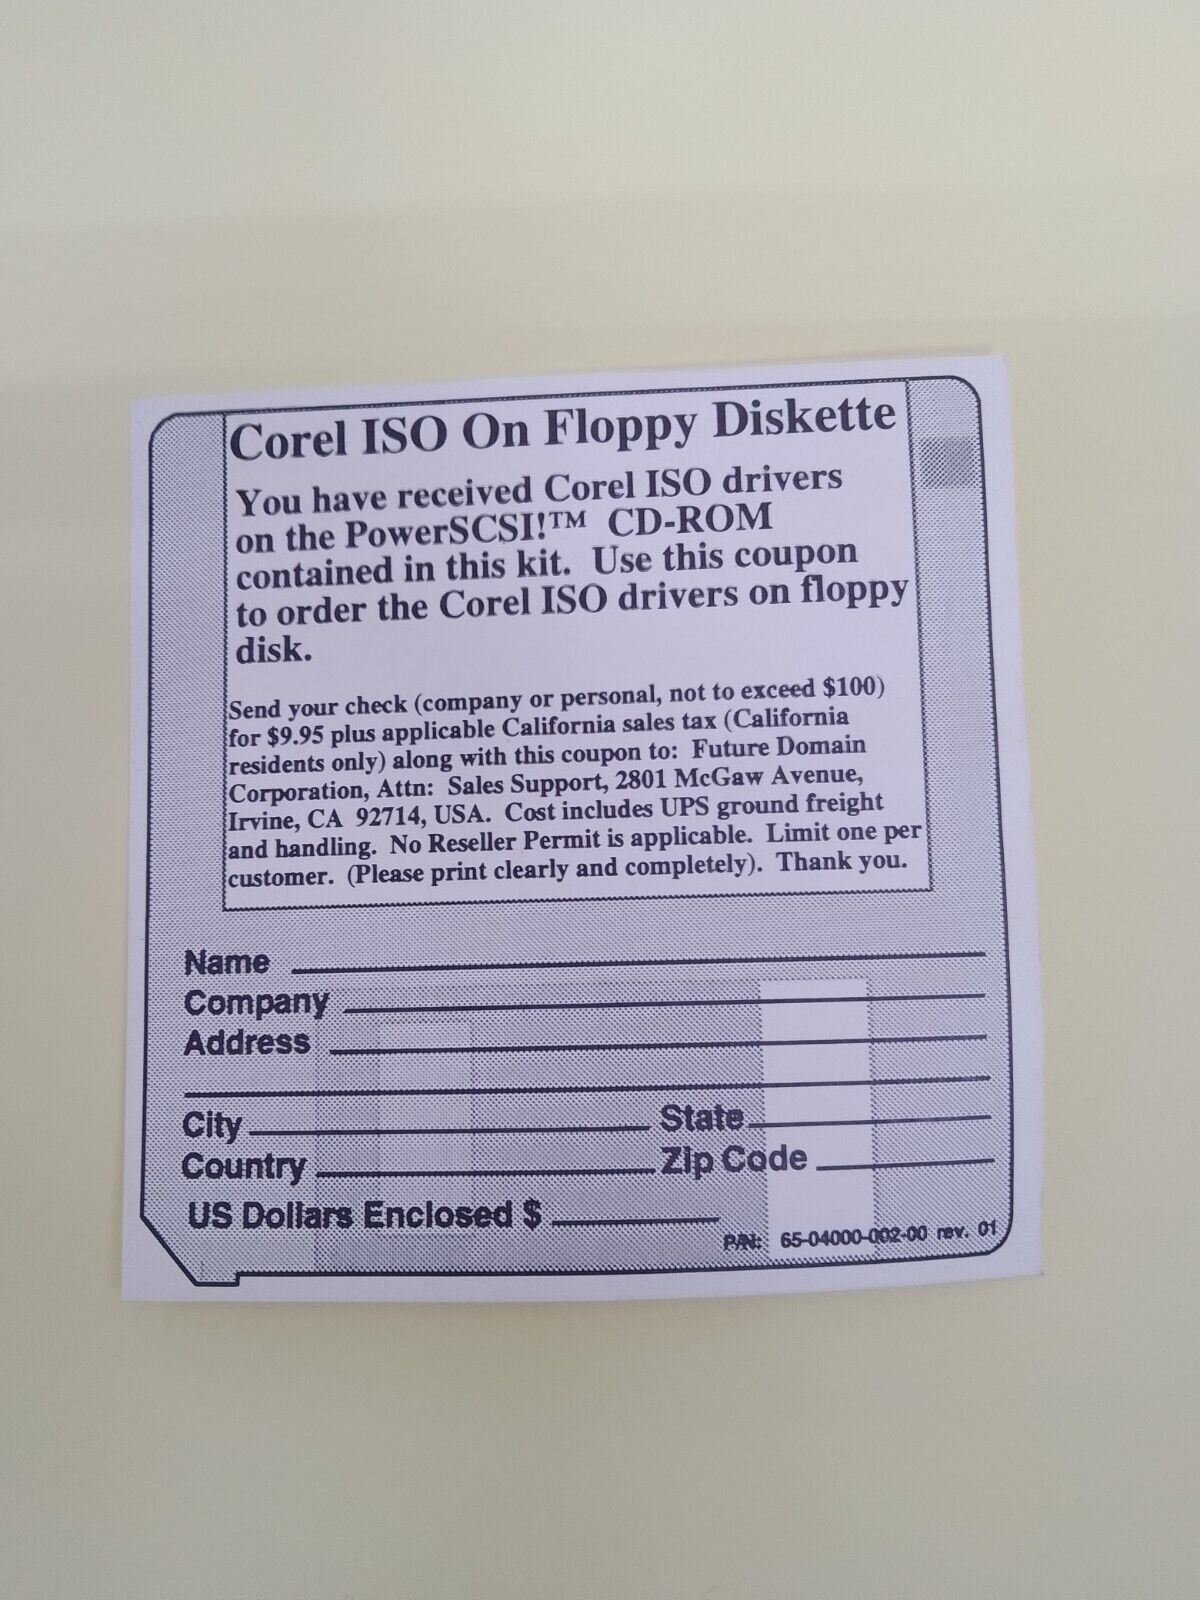 Corel ISO On Floppy Diskette
You have received Corel ISO drivers
on the PowerSCSI!™ CD-ROM
contained in this kit. Use this coupon
to order the Corel ISO drivers on floppy
disk.
Send your check (company or personal, not to exceed $100)
for $9.95 plus applicable California sales tax (California
residents only) along with this coupon to: Future Domain
Corporation, Attn: Sales Support, 2801 McGaw Avenue,
Irvine, CA 92714, USA. Cost includes UPS ground freight
and handling. No Reseller Permit is applicable. Limit one per
customer. (Please print clearly and completely). Thank you.
Name
Company
Address
City State
Country Zip Code
US Dollars Enclosed $
P/N: 65-04000-002-00 rev. 01